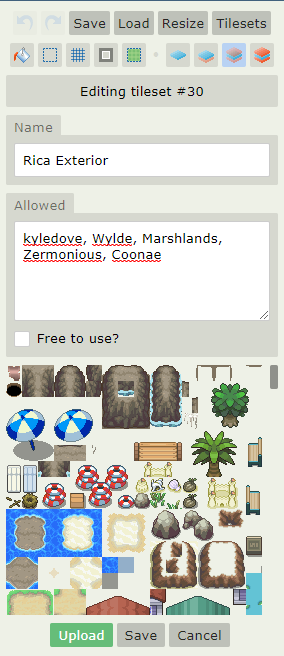 Save Load Resize Tilesets
Editing tileset #30
Name
Rica Exterior
Allowed
kyledove, Wylde, Marshlands,
Zermonious, Coonae
Free to use?
Upload Save Cancel